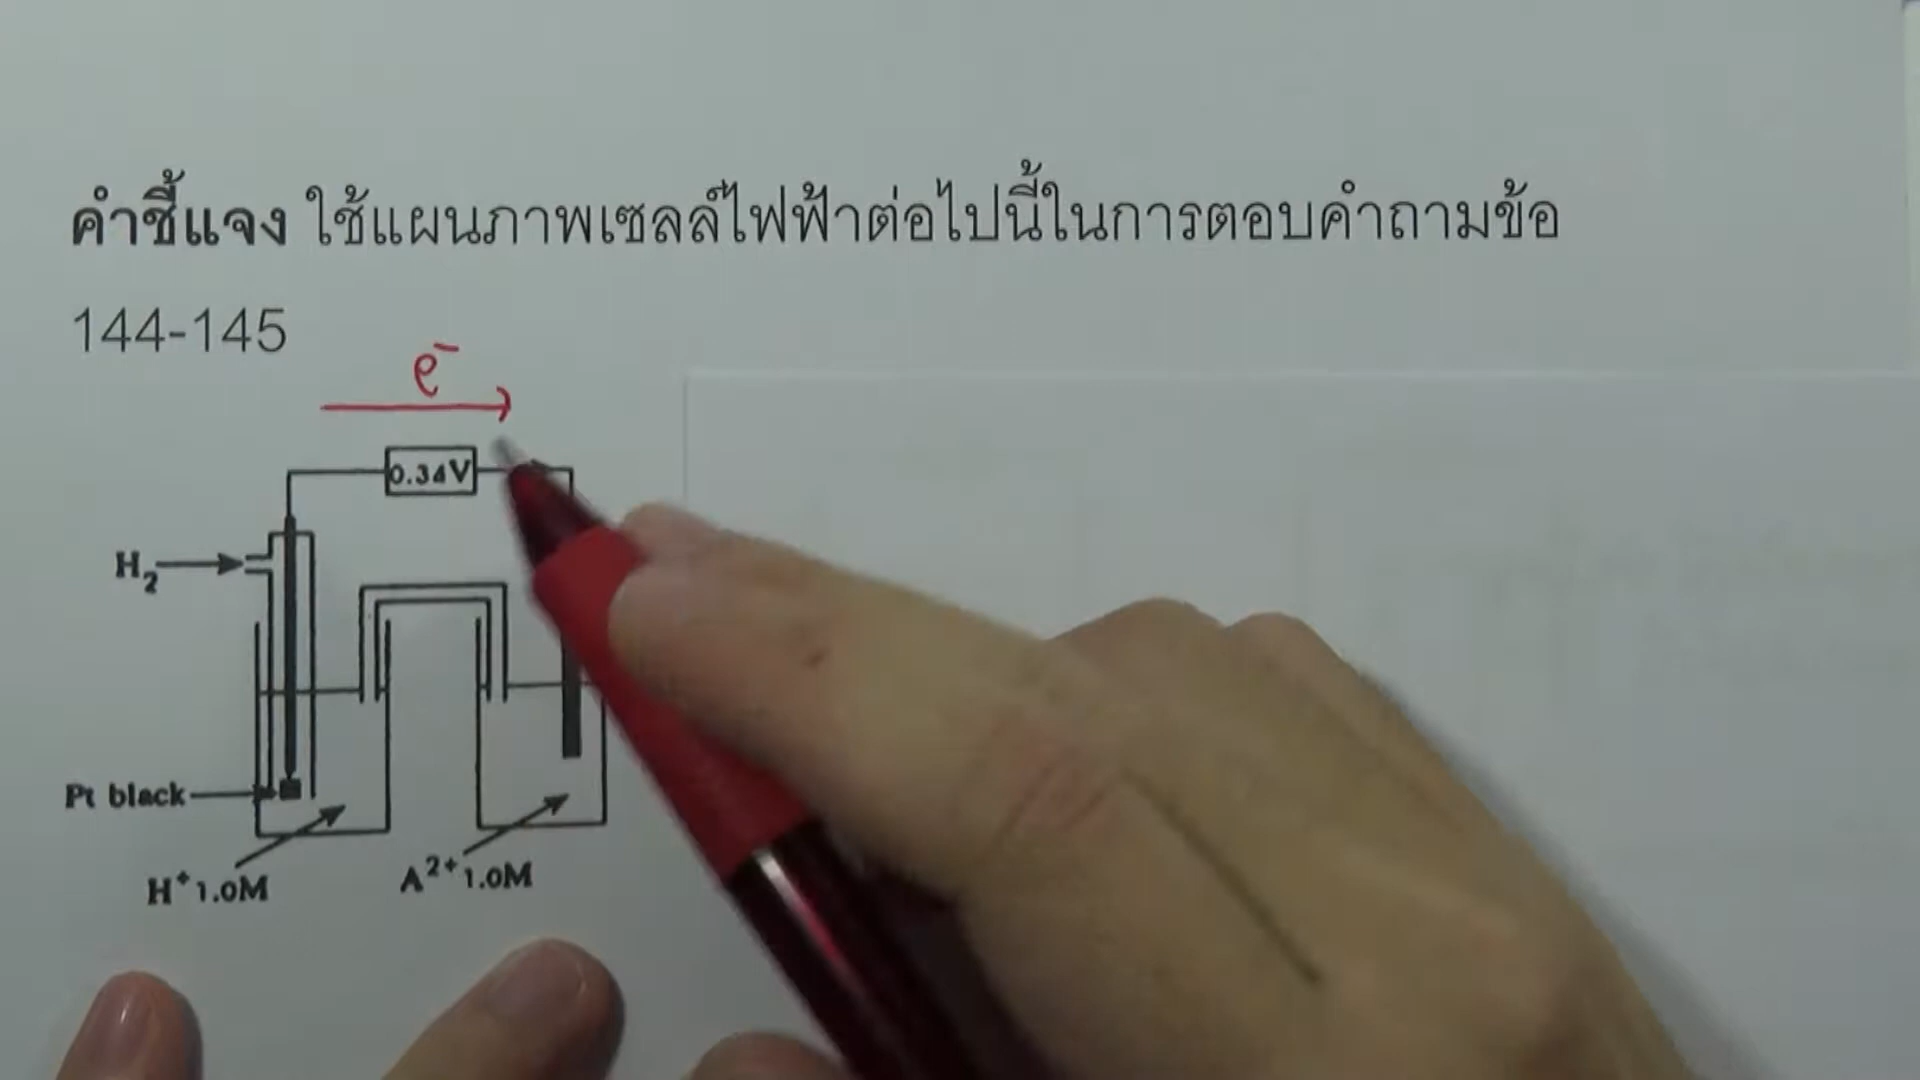 คำชี้แจง ใช้แผนภาพเซลล์ไฟฟ้าต่อไปนี้ในการตอบคำถามข้อ
144-145
e⁻
0.34V
H₂
Pt black
H⁺ 1.0M
A²⁺ 1.0M